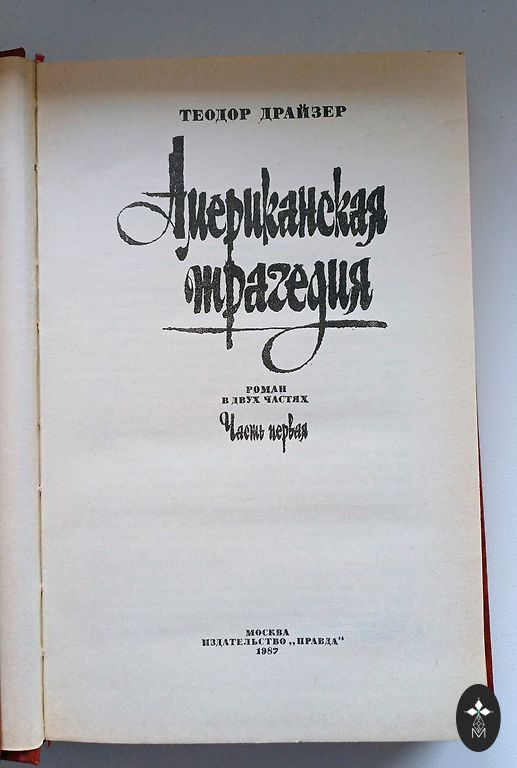 ТЕОДОР ДРАЙЗЕР
Американская
трагедия
РОМАН
В ДВУХ ЧАСТЯХ
Часть первая
МОСКВА
ИЗДАТЕЛЬСТВО „ПРАВДА“
1987
М